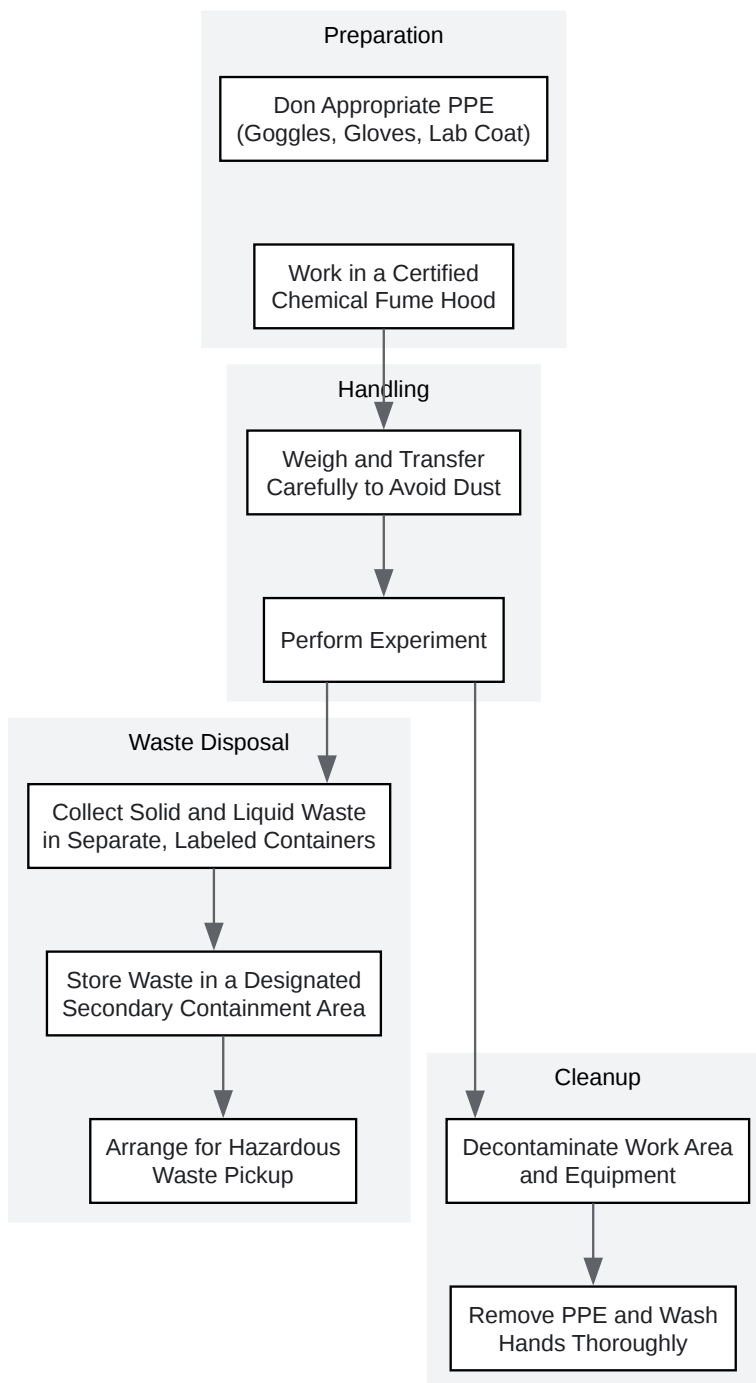 Preparation
Don Appropriate PPE
(Goggles, Gloves, Lab Coat)
Work in a Certified
Chemical Fume Hood
Handling
Weigh and Transfer
Carefully to Avoid Dust
Perform Experiment
Waste Disposal
Collect Solid and Liquid Waste
in Separate, Labeled Containers
Store Waste in a Designated
Secondary Containment Area
Arrange for Hazardous
Waste Pickup
Cleanup
Decontaminate Work Area
and Equipment
Remove PPE and Wash
Hands Thoroughly